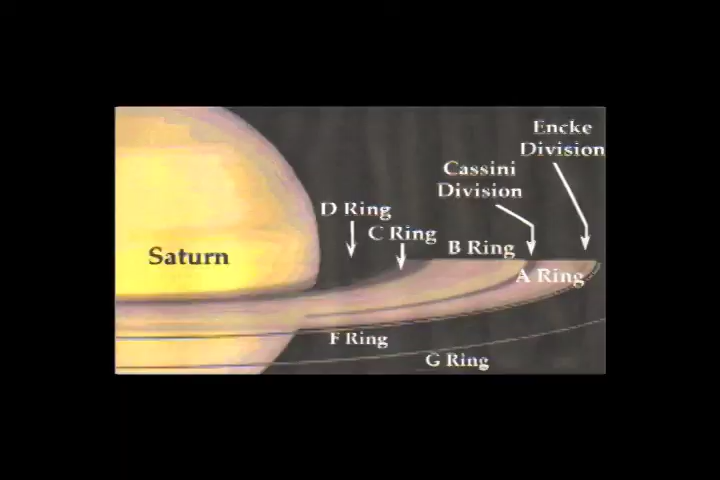 Encke
Division
Cassini
Division
D Ring
C Ring
B Ring
Saturn
A Ring
F Ring
G Ring